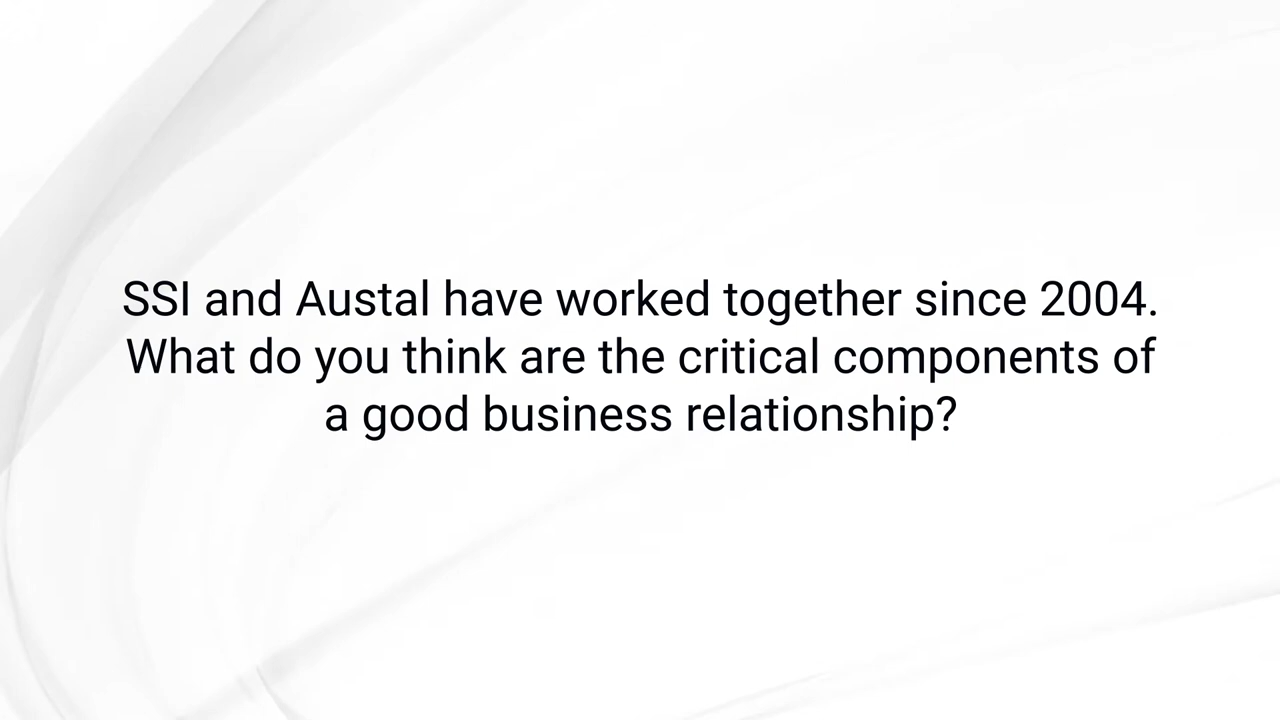 SSI and Austal have worked together since 2004.
What do you think are the critical components of
a good business relationship?